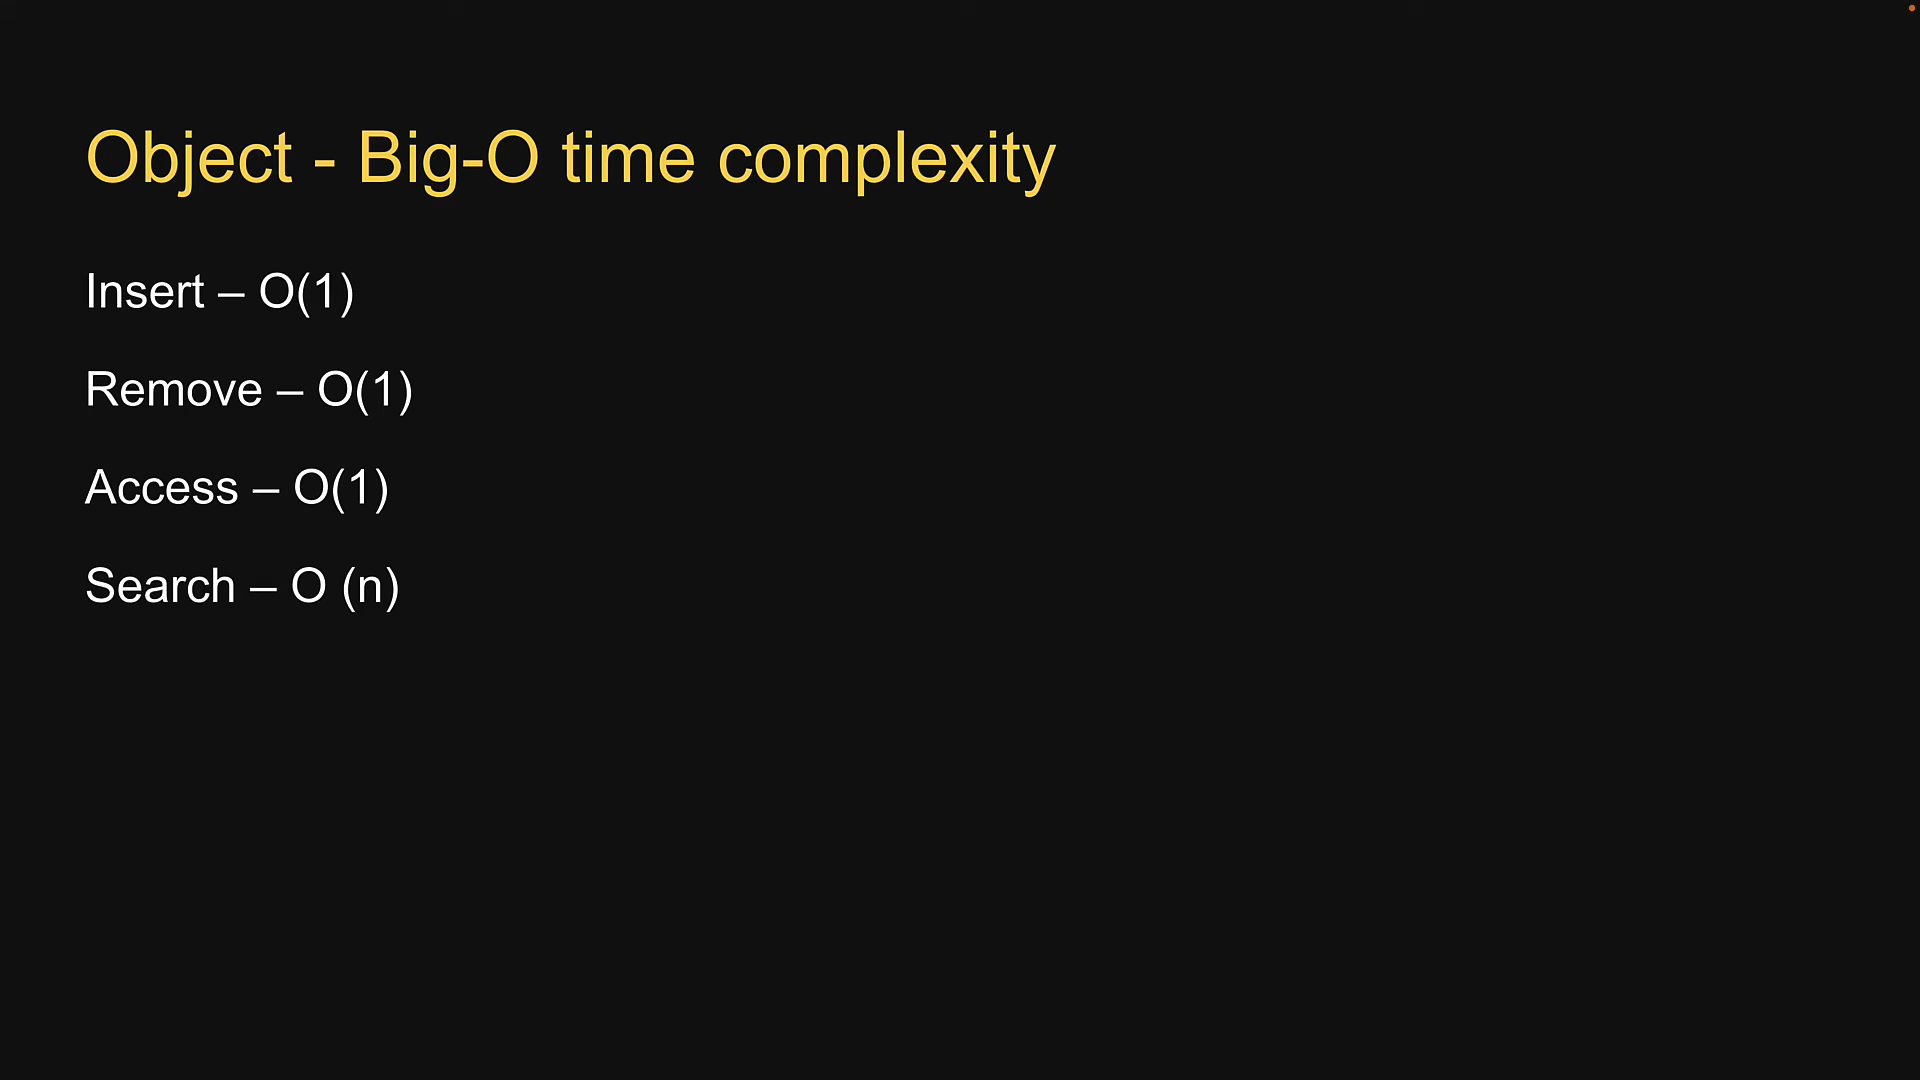 Object - Big-O time complexity
Insert – O(1)
Remove – O(1)
Access – O(1)
Search – O (n)